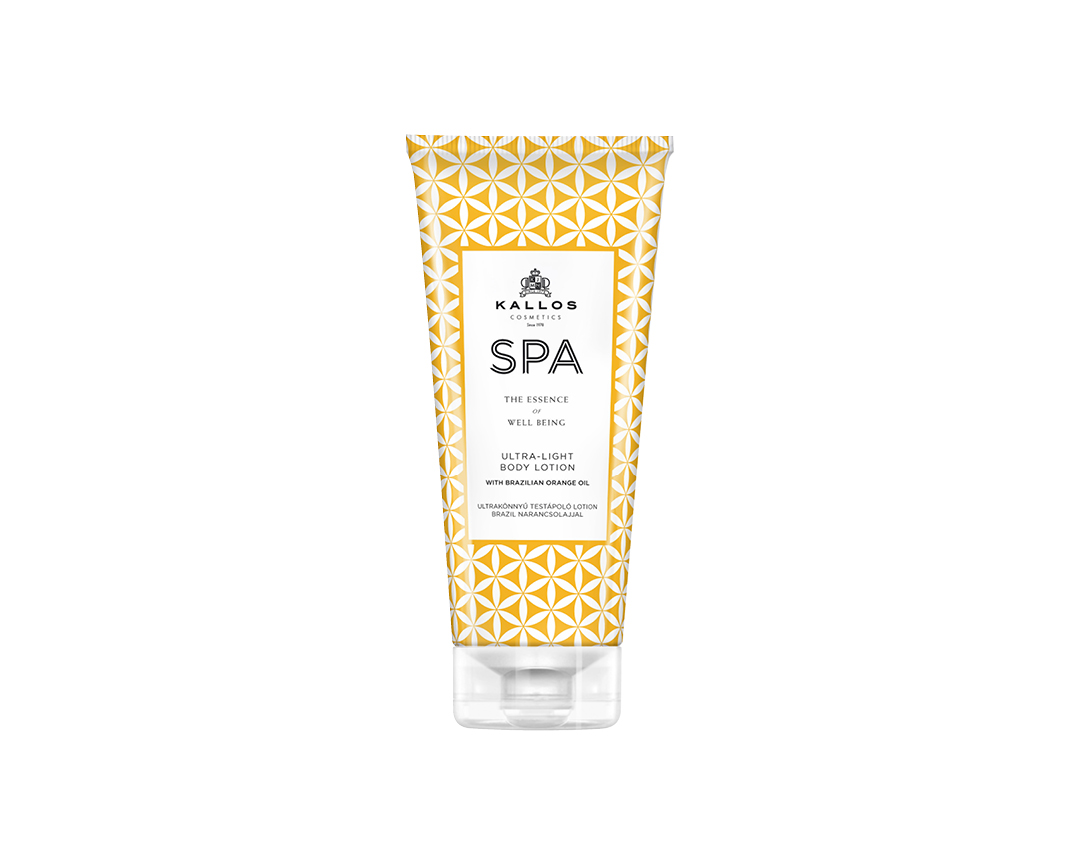 KALLOS
COSMETICS
Since 1978
SPA
THE ESSENCE
of
WELL BEING
ULTRA-LIGHT
BODY LOTION
WITH BRAZILIAN ORANGE OIL
ULTRAKÖNNYŰ TESTÁPOLÓ LOTION
BRAZIL NARANCSOLAJJAL